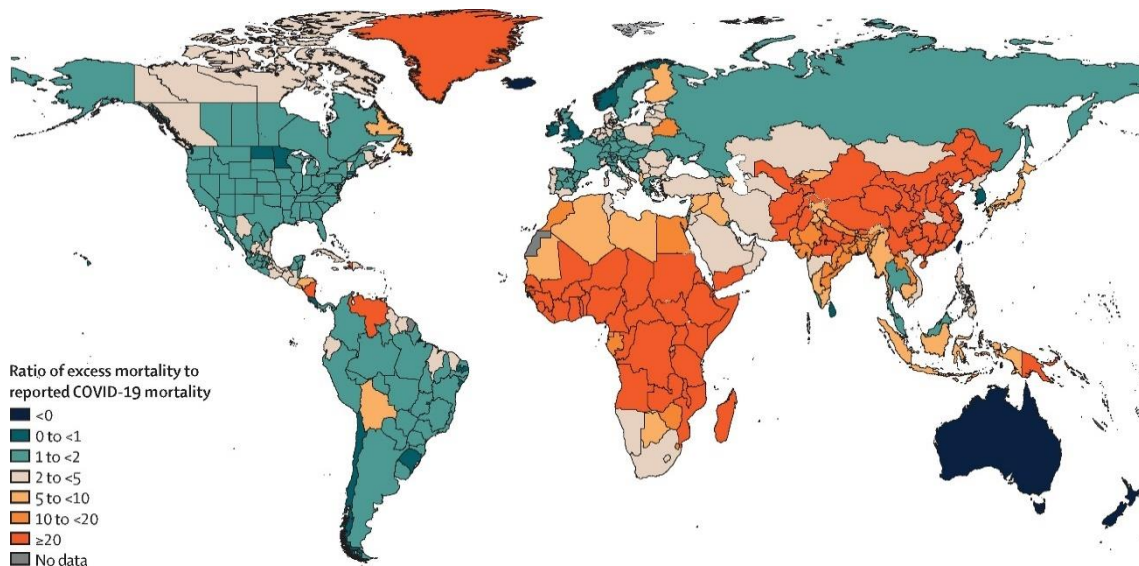 Ratio of excess mortality to
reported COVID-19 mortality
<0
0 to <1
1 to <2
2 to <5
5 to <10
10 to <20
≥20
No data